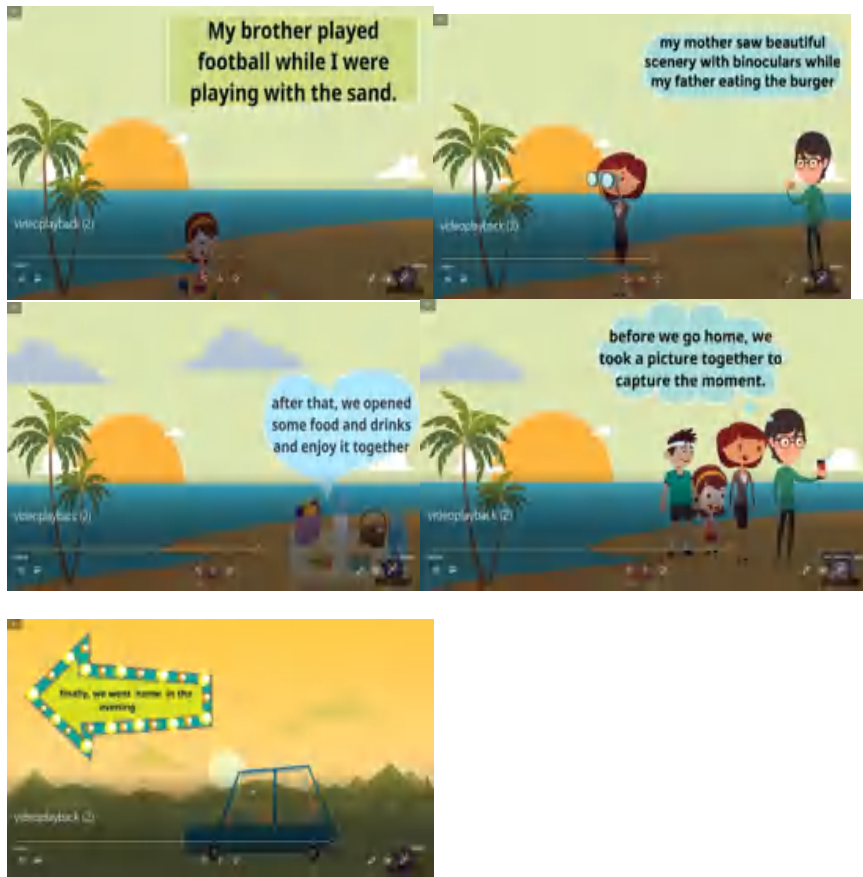 My brother played
football while I were
playing with the sand.
my mother saw beautiful
scenery with binoculars while
my father eating the burger
videoplayback (2)
videoplayback (2)
after that, we opened
some food and drinks
and enjoy it together
before we go home, we
took a picture together to
capture the moment.
videoplayback (2)
videoplayback (2)
finally, we went home in the
evening
videoplayback (2)